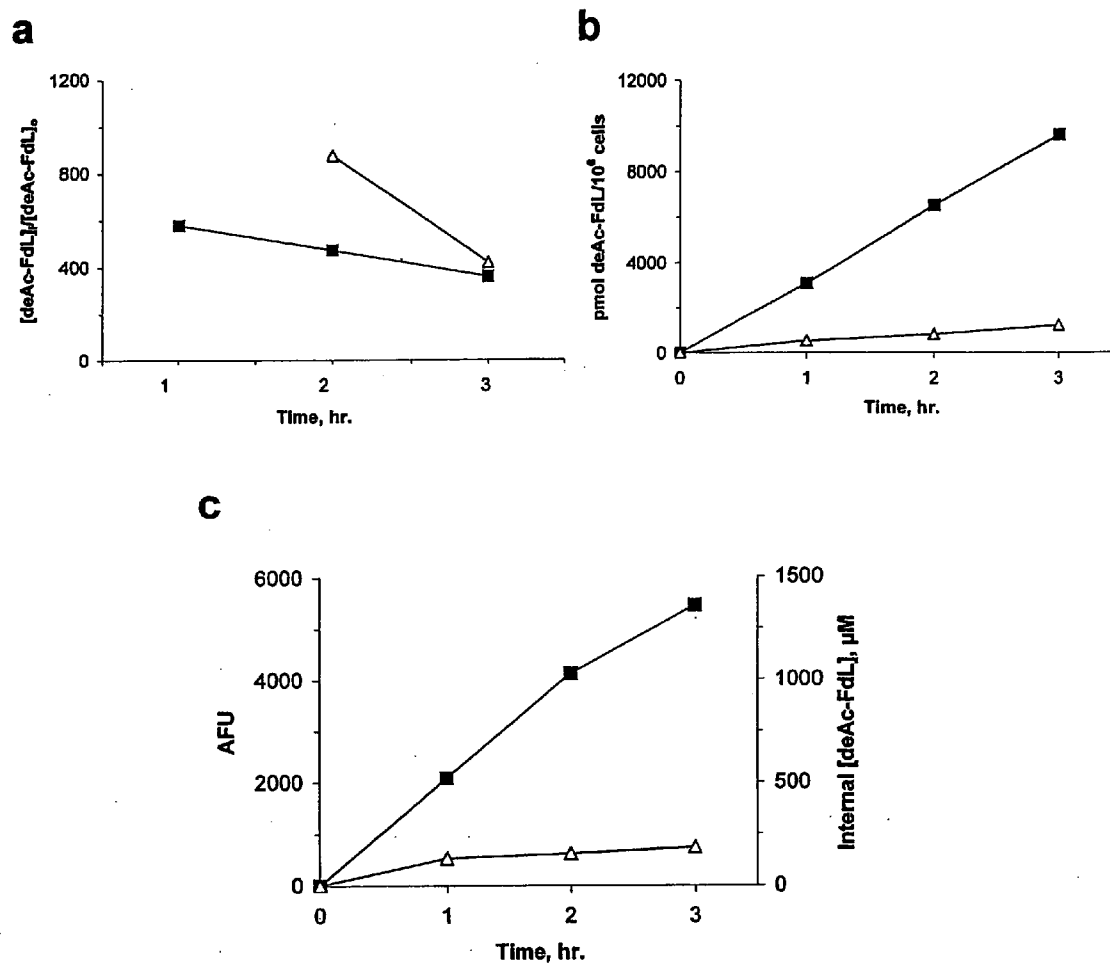 a
1200
800
400
0
[deAc-FdL]i/[deAc-FdL]o
1
2
3
Time, hr.
b
12000
8000
4000
0
pmol deAc-FdL/10⁶ cells
0
1
2
3
Time, hr.
c
6000
4000
2000
0
AFU
1500
1000
500
0
Internal [deAc-FdL], µM
0
1
2
3
Time, hr.